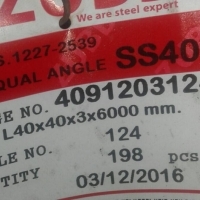 We are steel expert
S. 1227-2539
QUAL ANGLE SS40
GE NO. 409120312
L40x40x3x6000 mm.
124
LE NO. 198 pcs
TITY 03/12/2016